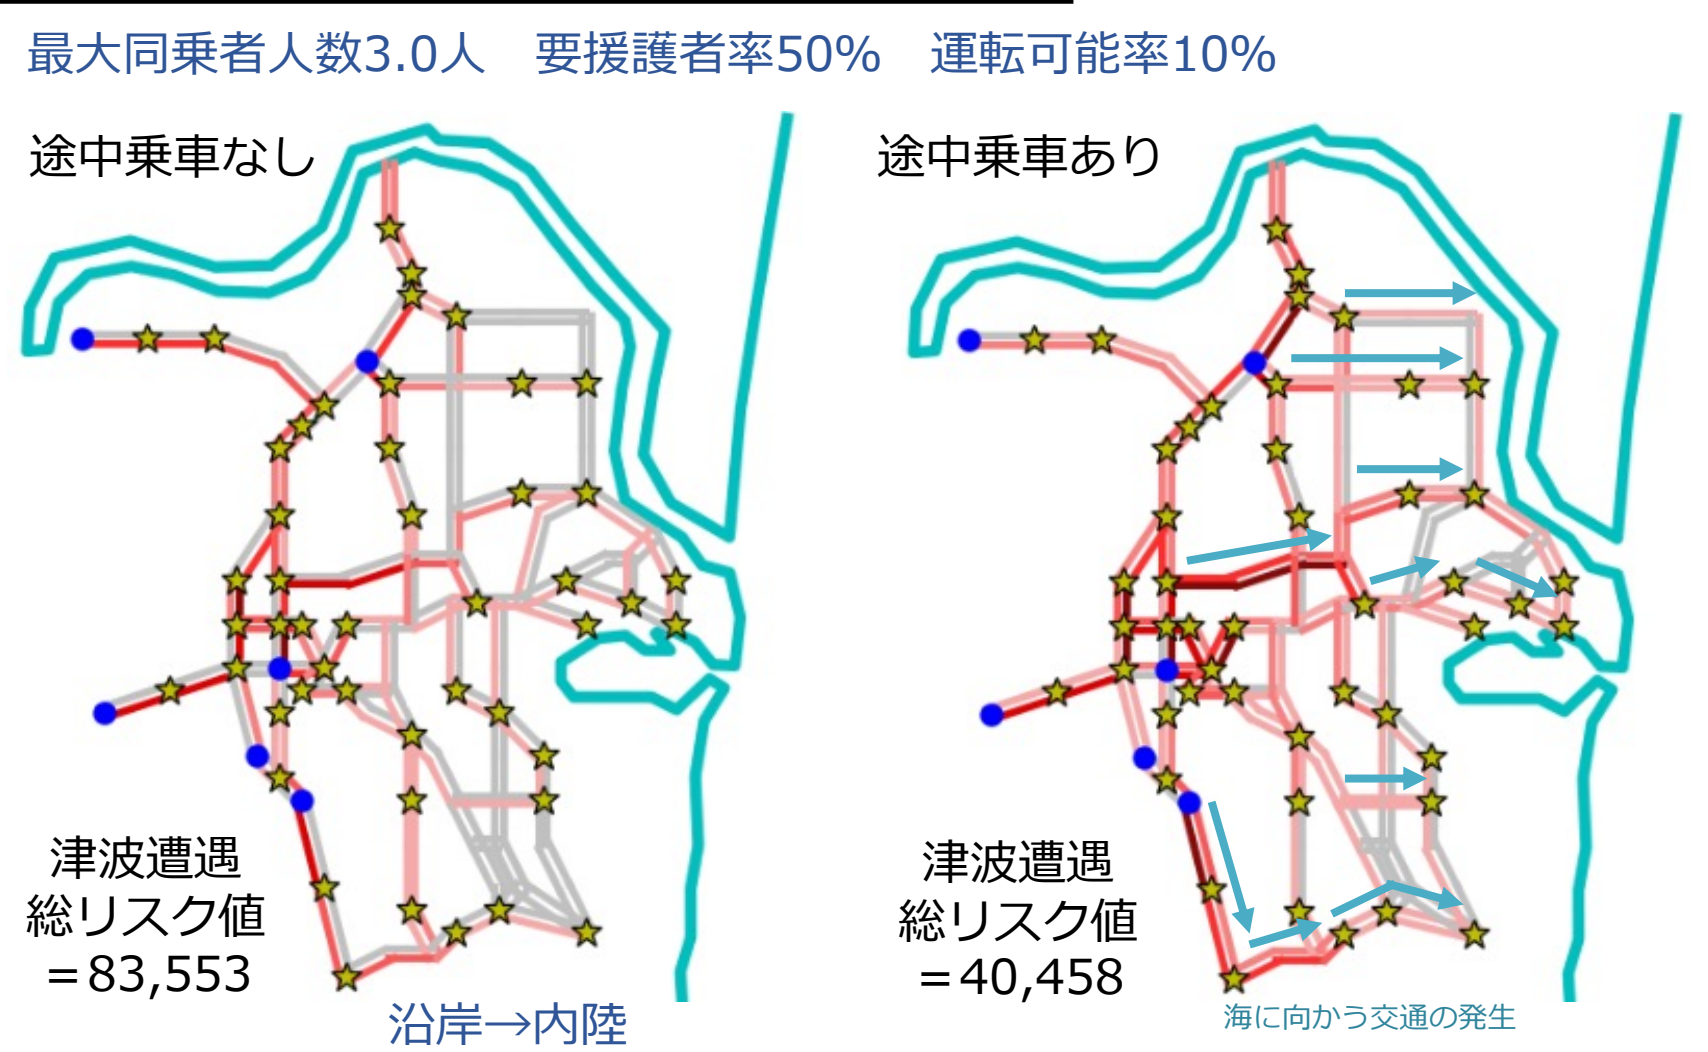 最大同乗者人数3.0人　要援護者率50%　運転可能率10%
途中乗車なし
津波遭遇
総リスク値
＝83,553
沿岸→内陸
途中乗車あり
津波遭遇
総リスク値
＝40,458
海に向かう交通の発生